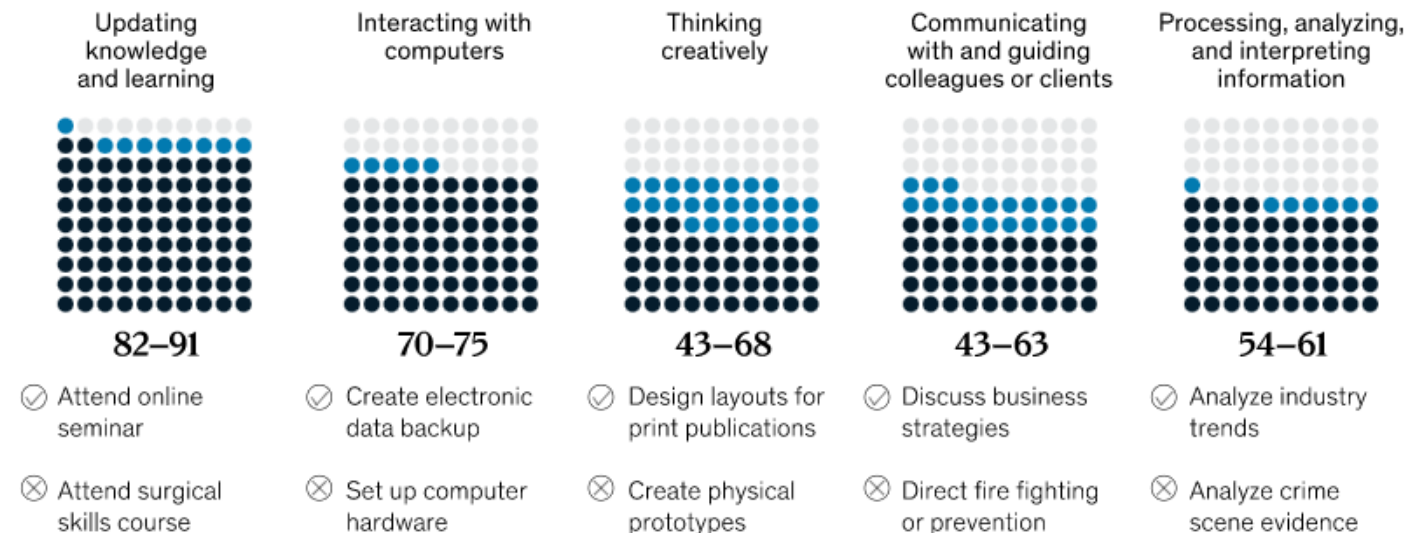 Updating
knowledge
and learning
Interacting with
computers
Thinking
creatively
Communicating
with and guiding
colleagues or clients
Processing, analyzing,
and interpreting
information
82–91
70–75
43–68
43–63
54–61
Attend online
seminar
Create electronic
data backup
Design layouts for
print publications
Discuss business
strategies
Analyze industry
trends
Attend surgical
skills course
Set up computer
hardware
Create physical
prototypes
Direct fire fighting
or prevention
Analyze crime
scene evidence